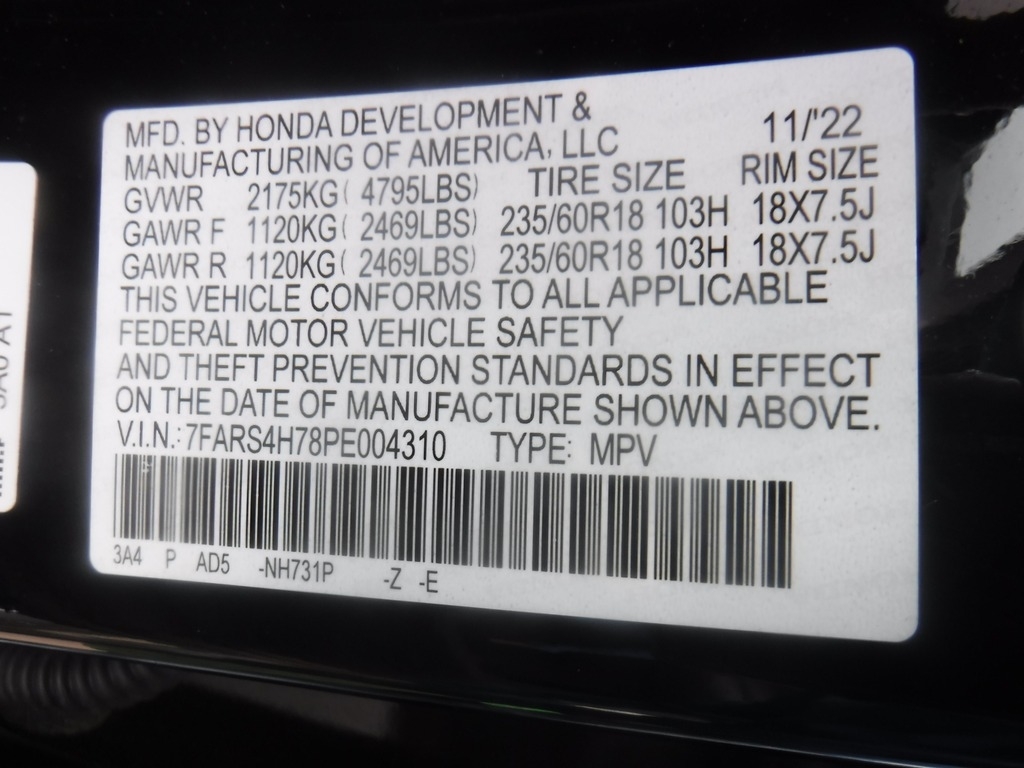 MFD. BY HONDA DEVELOPMENT & 11/'22
MANUFACTURING OF AMERICA, LLC
GVWR 2175KG( 4795LBS) TIRE SIZE RIM SIZE
GAWR F 1120KG( 2469LBS) 235/60R18 103H 18X7.5J
GAWR R 1120KG( 2469LBS) 235/60R18 103H 18X7.5J
THIS VEHICLE CONFORMS TO ALL APPLICABLE
FEDERAL MOTOR VEHICLE SAFETY
AND THEFT PREVENTION STANDARDS IN EFFECT
ON THE DATE OF MANUFACTURE SHOWN ABOVE.
V.I.N.: 7FARS4H78PE004310 TYPE: MPV
3A4 P AD5 -NH731P -Z -E